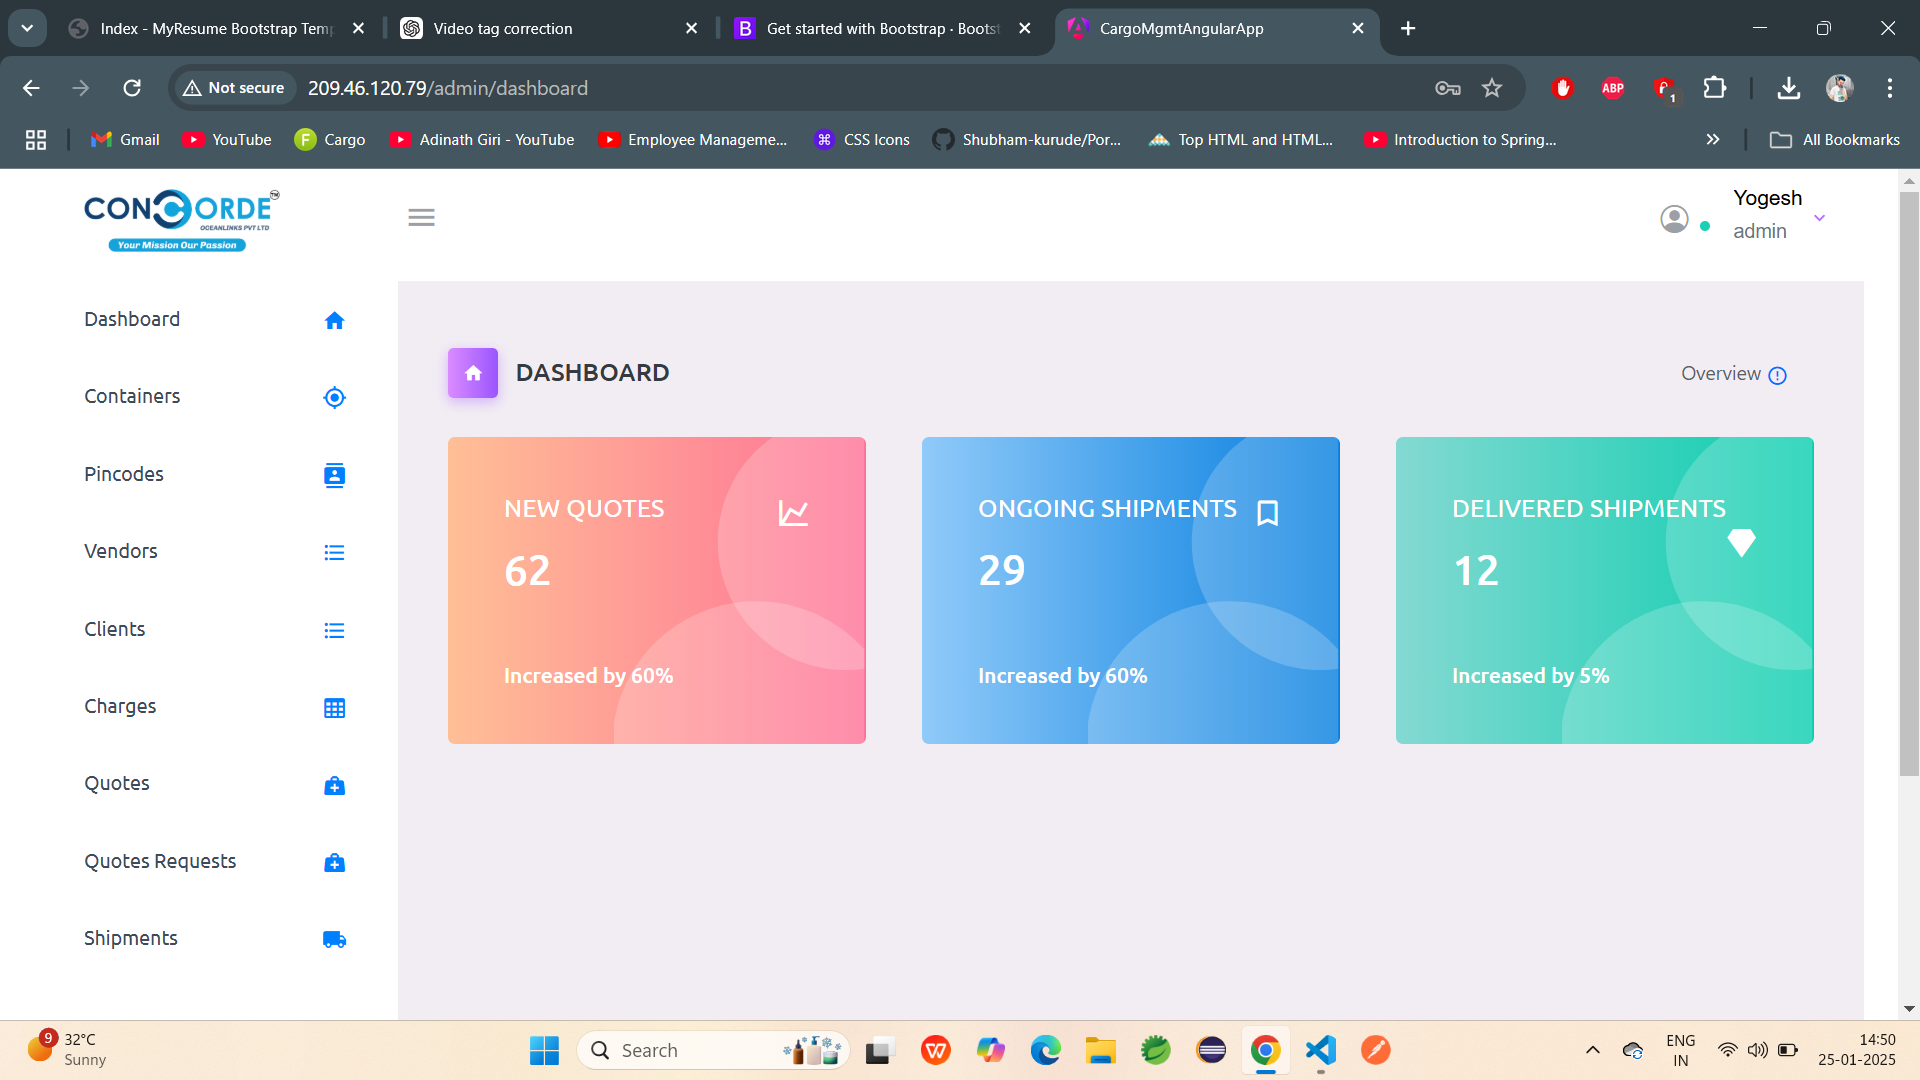 Index - MyResume Bootstrap Temp
Video tag correction
Get started with Bootstrap · Boots
CargoMgmtAngularApp
Not secure
209.46.120.79/admin/dashboard
ABP
1
Gmail
YouTube
F
Cargo
Adinath Giri - YouTube
Employee Manageme...
CSS Icons
Shubham-kurude/Por...
Top HTML and HTML...
Introduction to Spring...
All Bookmarks
CONCORDE
TM
OCEANLINKS PVT LTD
Your Mission Our Passion
Yogesh
admin
Dashboard
Containers
Pincodes
Vendors
Clients
Charges
Quotes
Quotes Requests
Shipments
DASHBOARD
Overview
NEW QUOTES
62
Increased by 60%
ONGOING SHIPMENTS
29
Increased by 60%
DELIVERED SHIPMENTS
12
Increased by 5%
9
32°C
Sunny
Search
ENG
IN
14:50
25-01-2025